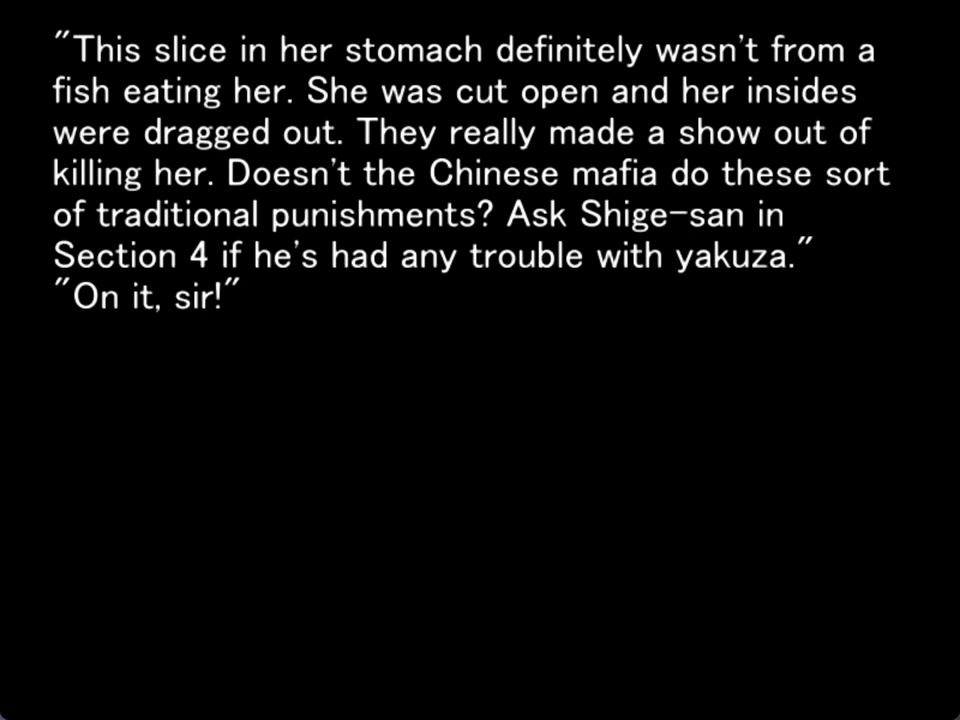 "This slice in her stomach definitely wasn't from a
fish eating her. She was cut open and her insides
were dragged out. They really made a show out of
killing her. Doesn't the Chinese mafia do these sort
of traditional punishments? Ask Shige-san in
Section 4 if he's had any trouble with yakuza."
"On it, sir!"